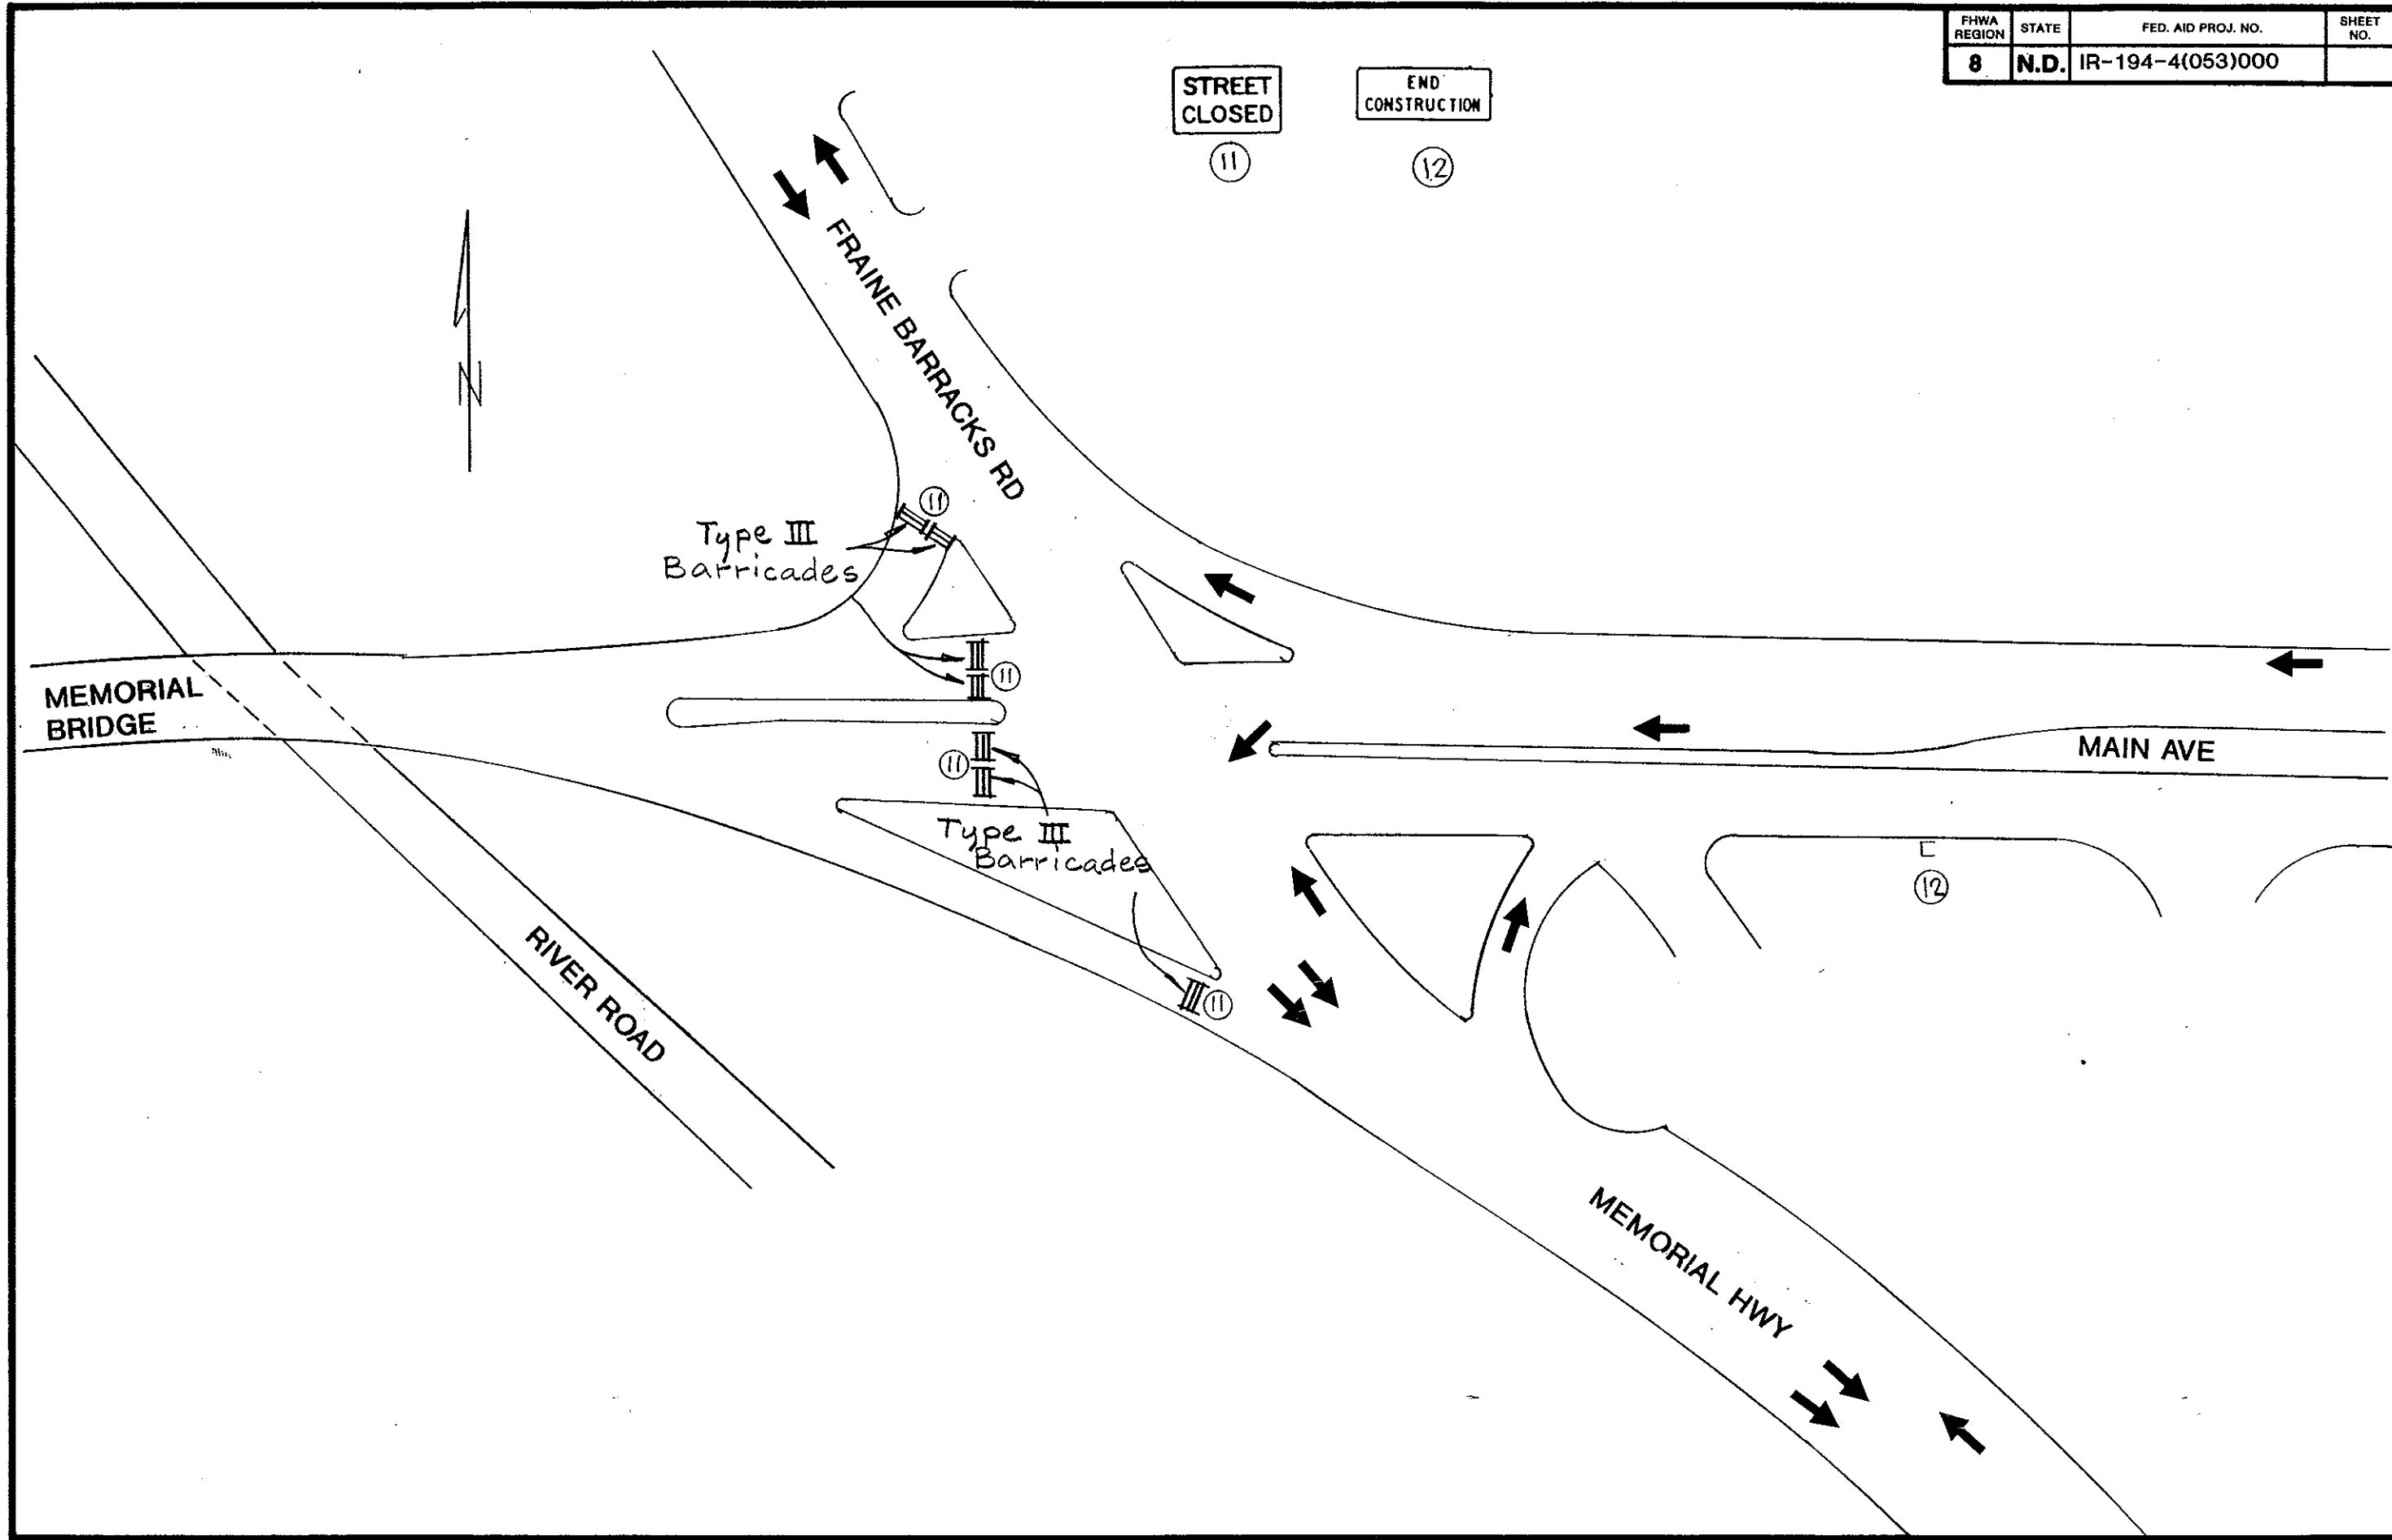 FHWA REGION
STATE
FED. AID PROJ. NO.
SHEET NO.
8
N.D.
IR-194-4(053)000
STREET
CLOSED
11
END
CONSTRUCTION
12
N
FRAINE BARRACKS RD
11
Type III
Barricades
11
MEMORIAL
BRIDGE
MAIN AVE
11
Type III
Barricades
12
11
RIVER ROAD
MEMORIAL HWY